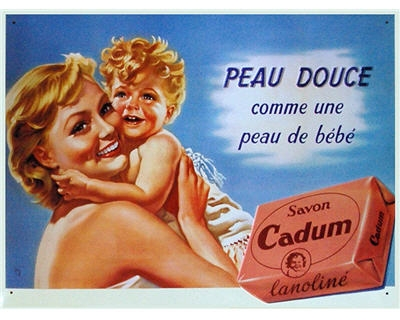 PEAU DOUCE
comme une
peau de bébé
Savon
Cadum
lanoliné
Cadum